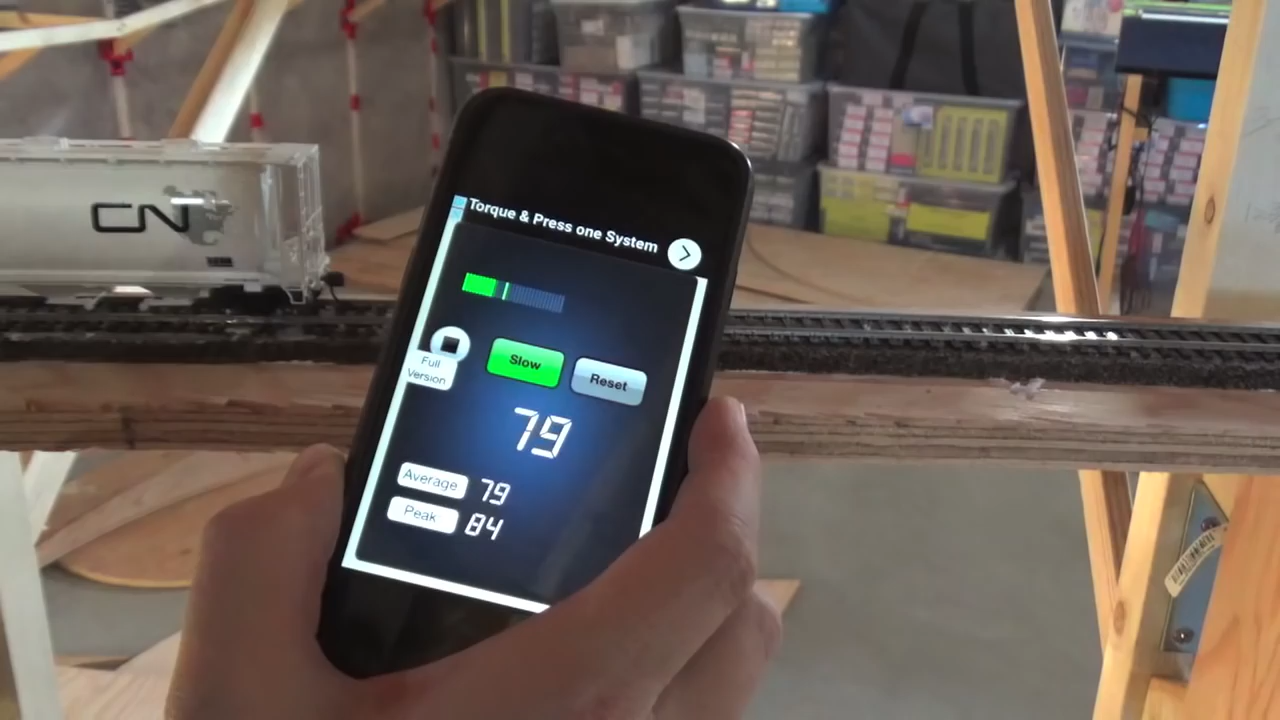 CN
Torque & Press one System
Full
Version
Slow
Reset
79
Average 79
Peak 84